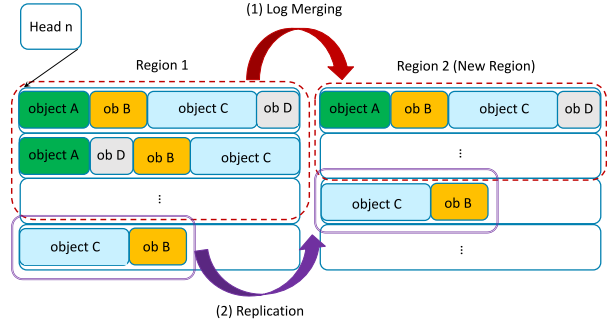 (1) Log Merging
Head n
Region 1
Region 2 (New Region)
object A ob B object C ob D
object A ob D ob B object C
⋮
object C ob B
object A ob B object C ob D
⋮
object C ob B
⋮
(2) Replication